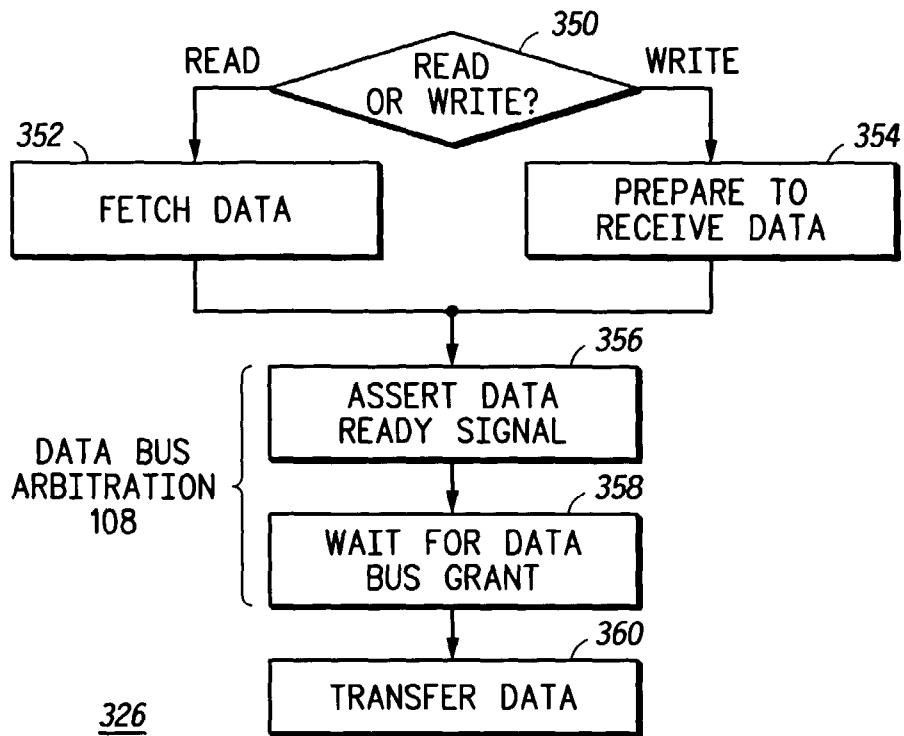 350
READ
READ
OR WRITE?
WRITE
352
FETCH DATA
354
PREPARE TO
RECEIVE DATA
356
ASSERT DATA
READY SIGNAL
DATA BUS
ARBITRATION
108
358
WAIT FOR DATA
BUS GRANT
360
TRANSFER DATA
326